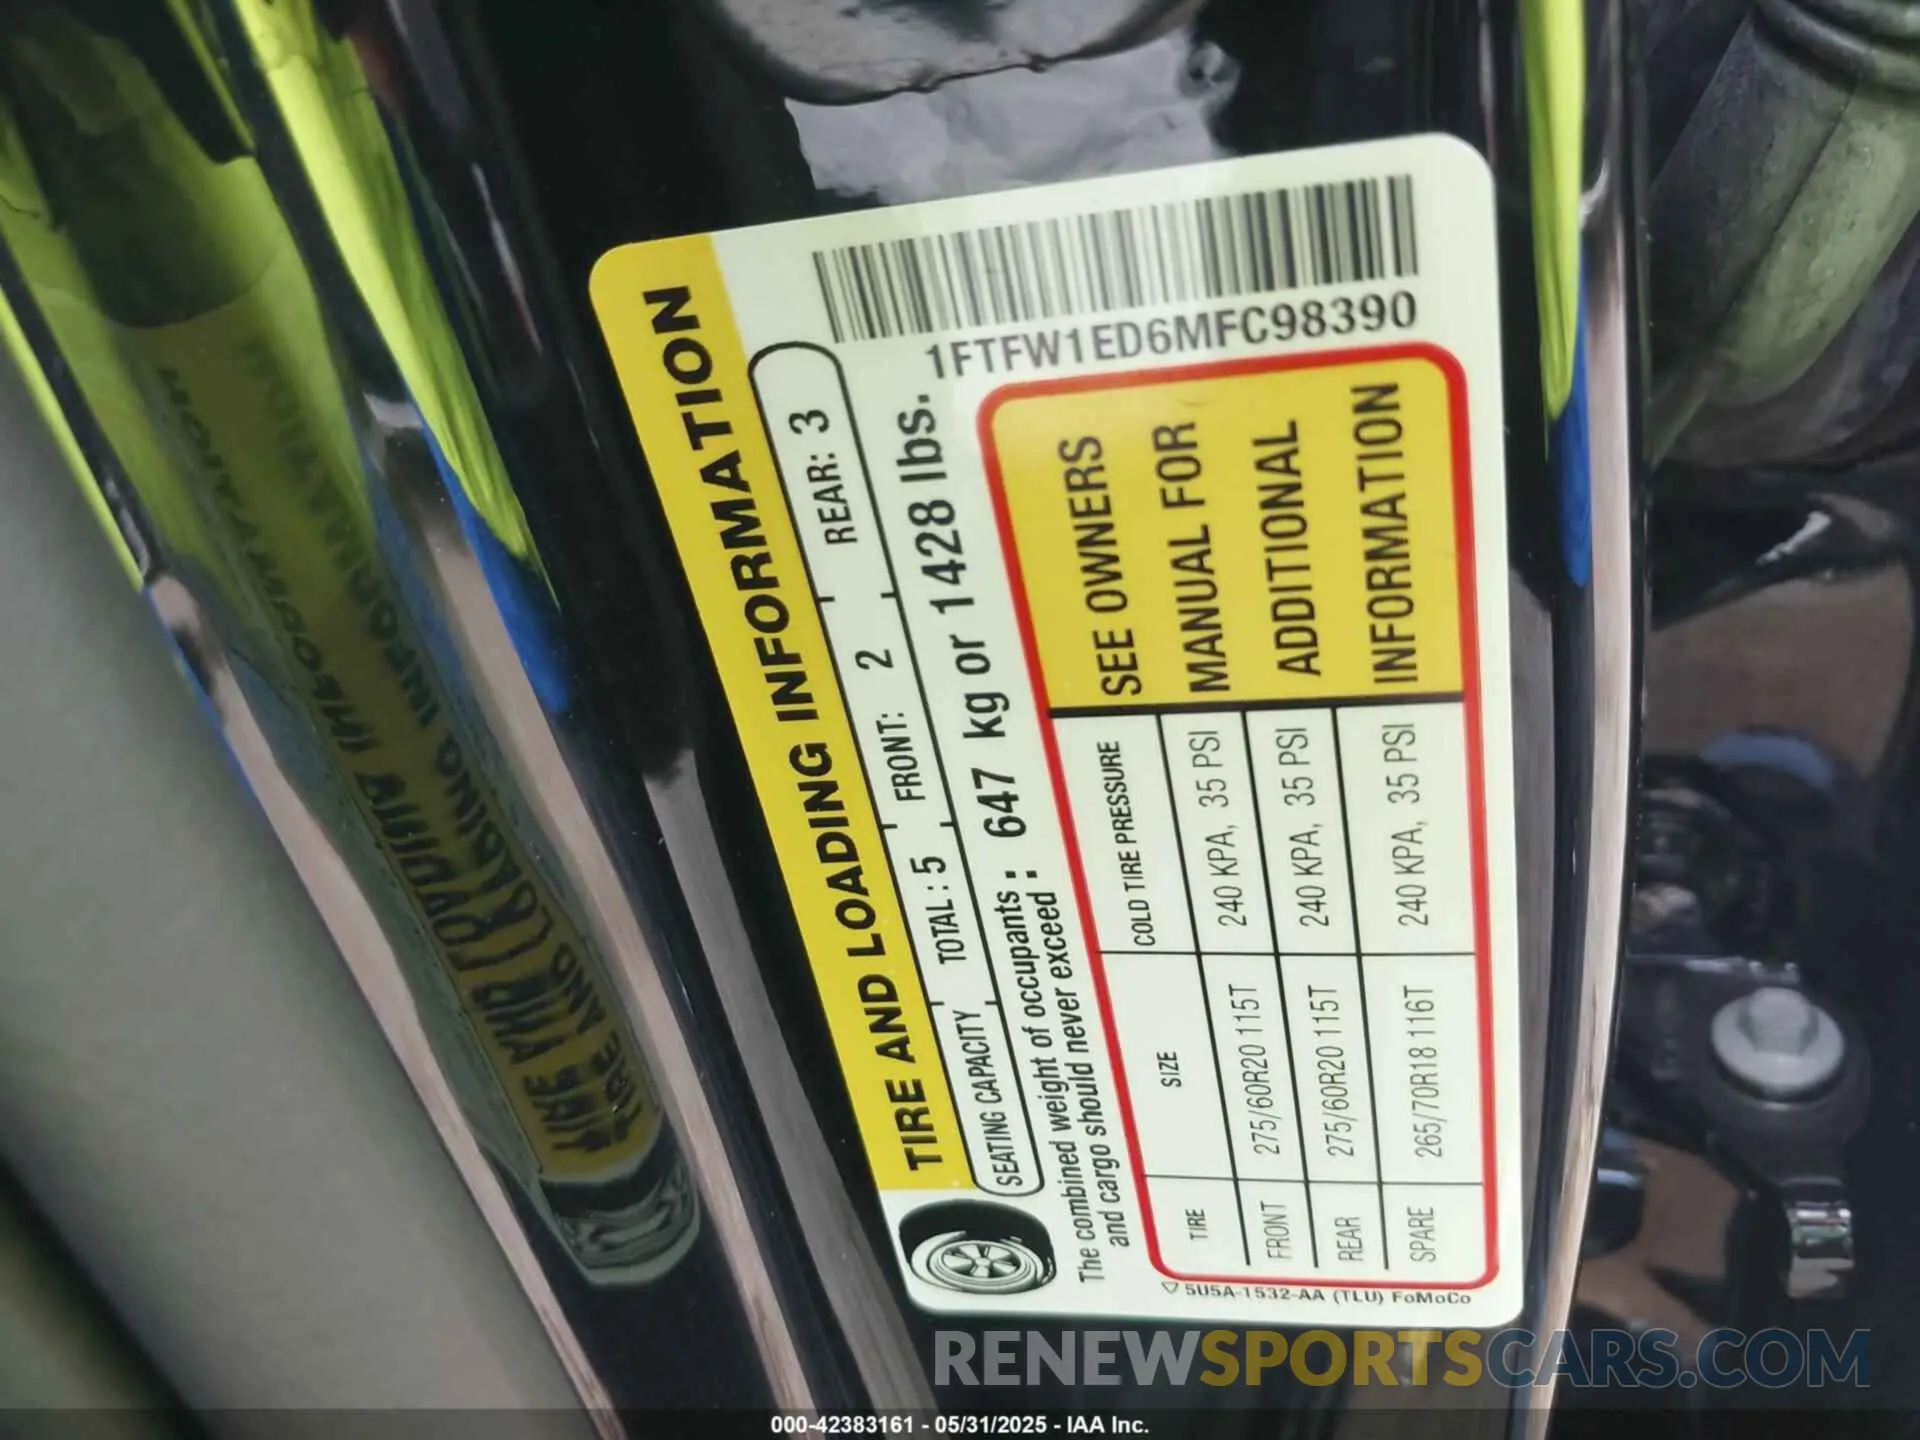 TIRE AND LOADING INFORMATION
SEATING CAPACITY TOTAL : 5 FRONT: 2 REAR: 3
The combined weight of occupants and cargo should never exceed : 647 kg or 1428 lbs.
1FTFW1ED6MFC98390
TIRE SIZE COLD TIRE PRESSURE
FRONT 275/60R20 115T 240 KPA, 35 PSI
REAR 275/60R20 115T 240 KPA, 35 PSI
SPARE 265/70R18 116T 240 KPA, 35 PSI
SEE OWNERS
MANUAL FOR
ADDITIONAL
INFORMATION
5U5A-1532-AA (TLU) FoMoCo
RENEWSPORTSCARS.COM
000-42383161 - 05/31/2025 - IAA Inc.